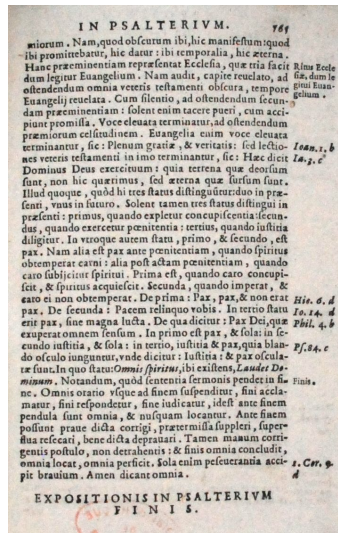 IN PSALTERIVM. 765
miorum. Nam, quod obscurum ibi, hic manifestum: quod
ibi promittebatur, hic datur: ibi temporalia, hic æterna.
Hanc præeminentiam repræsentat Ecclesia, quæ tria facit
dum legitur Euangelium. Nam audit, capite reuelato, ad
ostendendum omnia veteris testamenti obscura, tempore
Euangelij reuelata. Cum silentio, ad ostendendum secun-
dam præeminentiam: solent enim tacere pueri, cum acci-
piunt promissa. Voce eleuata terminatur, ad ostendendum
præmiorum celsitudinem. Euangelia enim voce eleuata
terminantur, sic: Plenum gratiæ, & veritatis: sed lectio-
nes veteris testamenti in imo terminantur, sic: Hæc dicit
Dominus Deus exercituum: quia terrena quæ deorsum
sunt, non hic quærimus, sed æterna quæ sursum sunt.
Illud quoque, quòd hi tres status distinguũtur: duo in præ-
senti, vnus in futuro. Solent tamen tres status distingui in
præsenti: primus, quando expletur concupiscentia: secun-
dus, quando exercetur pœnitentia: tertius, quando iustitia
diligitur. In vtroque autem statu, primo, & secundo, est
pax. Nam alia est pax ante pœnitentiam, quando spiritus
obtemperat carni: alia post actam pœnitentiam, quando
caro subijcitur spiritui. Prima est, quando caro concupi-
scit, & spiritus acquiescit. Secunda, quando imperat, &
caro ei non obtemperat. De prima: Pax, pax, & non erat
pax. De secunda: Pacem relinquo vobis. In tertio statu
erit pax, sine magna lucta. De qua dicitur: Pax Dei, quæ
exuperat omnem sensum. In primo est pax, & sola: in se-
cundo iustitia, & sola: in tertio, iustitia & pax, quia blan-
do osculo iunguntur, vnde dicitur: Iustitia: & pax oscula-
tæ sunt. In quo statu: Omnis spiritus, ibi existens, Laudet Do-
minum. Notandum, quòd sententia sermonis pendet in fi-
ne. Omnis oratio vsque ad finem suspenditur, fini accla-
matur, fini respondetur, fine iudicatur, idest ante finem
pendula sunt omnia, & nusquam locantur. Ante finem
possunt praue dicta corrigi, prætermissa suppleri, super-
flua resecari, bene dicta deprauari. Tamen manum corri-
gentis postulo, non detrahentis: & finis omnia concludit,
omnia locat, omnia perficit. Sola enim perseuerantia acci-
pit brauium. Amen dicant omnia.
EXPOSITIONIS IN PSALTERIVM
FINIS.
Ritus Eccle
siæ, dum le
gitur Euan-
gelium.
Ioan. 1. b
Ia. 3. c
Hie. 6. d
Io. 14. d
Phil. 4. b
Ps. 84. c
Finis.
1. Cor. 9.
d